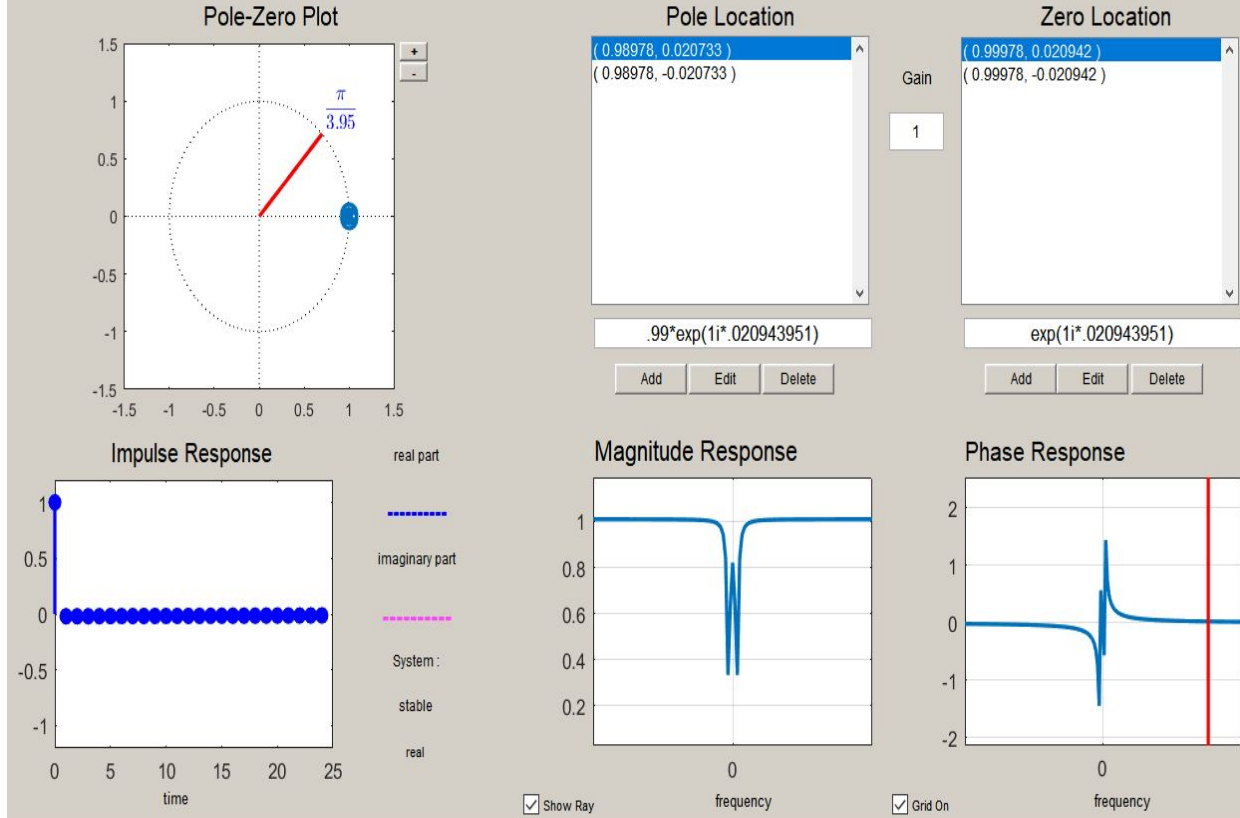 Pole-Zero Plot
1.5
1
0.5
0
-0.5
-1
-1.5
-1.5 -1 -0.5 0 0.5 1 1.5
π
3.95
+
-
Pole Location
( 0.98978, 0.020733 )
( 0.98978, -0.020733 )
.99*exp(1i*.020943951)
Add Edit Delete
Gain
1
Zero Location
( 0.99978, 0.020942 )
( 0.99978, -0.020942 )
exp(1i*.020943951)
Add Edit Delete
Impulse Response
1
0.5
0
-0.5
-1
0 5 10 15 20 25
time
real part
imaginary part
System :
stable
real
Magnitude Response
1
0.8
0.6
0.4
0.2
0
frequency
Show Ray
Phase Response
2
1
0
-1
-2
0
frequency
Grid On